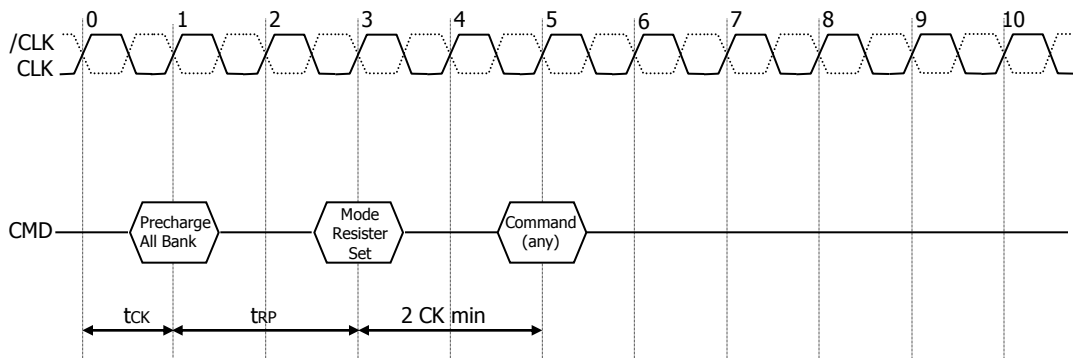 0 1 2 3 4 5 6 7 8 9 10
/CLK
CLK
CMD
Precharge
All Bank
Mode
Resister
Set
Command
(any)
tCK
tRP
2 CK min